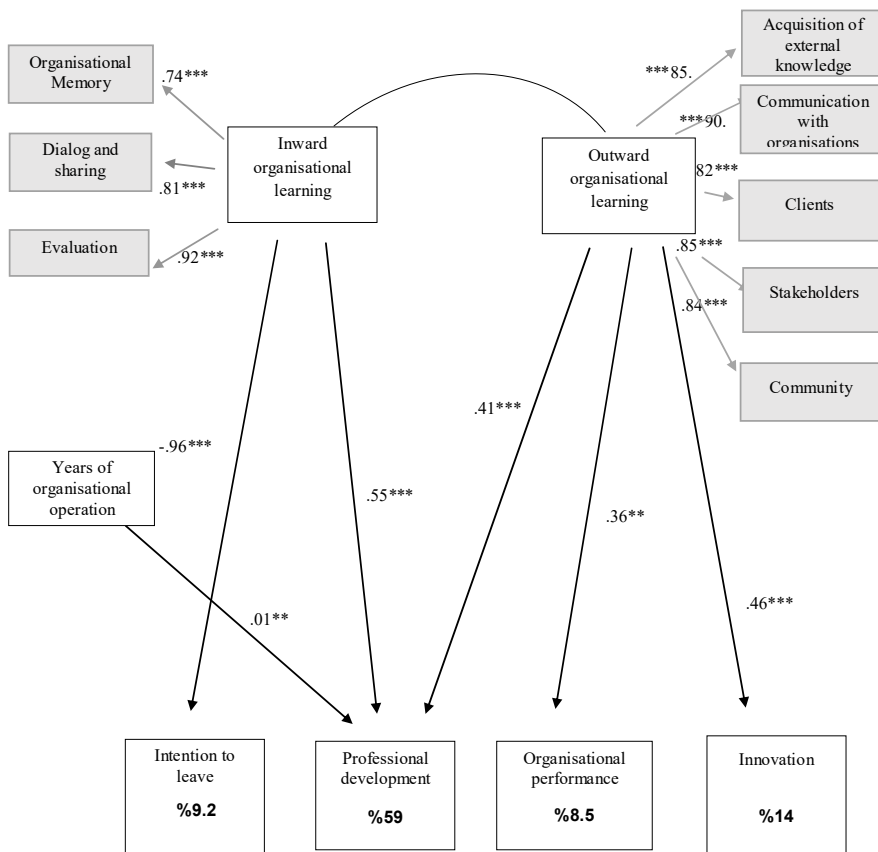 Acquisition of
external
knowledge
Organisational
Memory
.74***
***85.
Communication
with
organisations
***90.
Inward
organisational
learning
Outward
organisational
learning
Dialog and
sharing
.81***
82***
Clients
Evaluation
.92***
.85***
Stakeholders
.84***
Community
.41***
-.96***
Years of
organisational
operation
.55***
.36**
.46***
.01**
Intention to
leave
%9.2
Professional
development
%59
Organisational
performance
%8.5
Innovation
%14